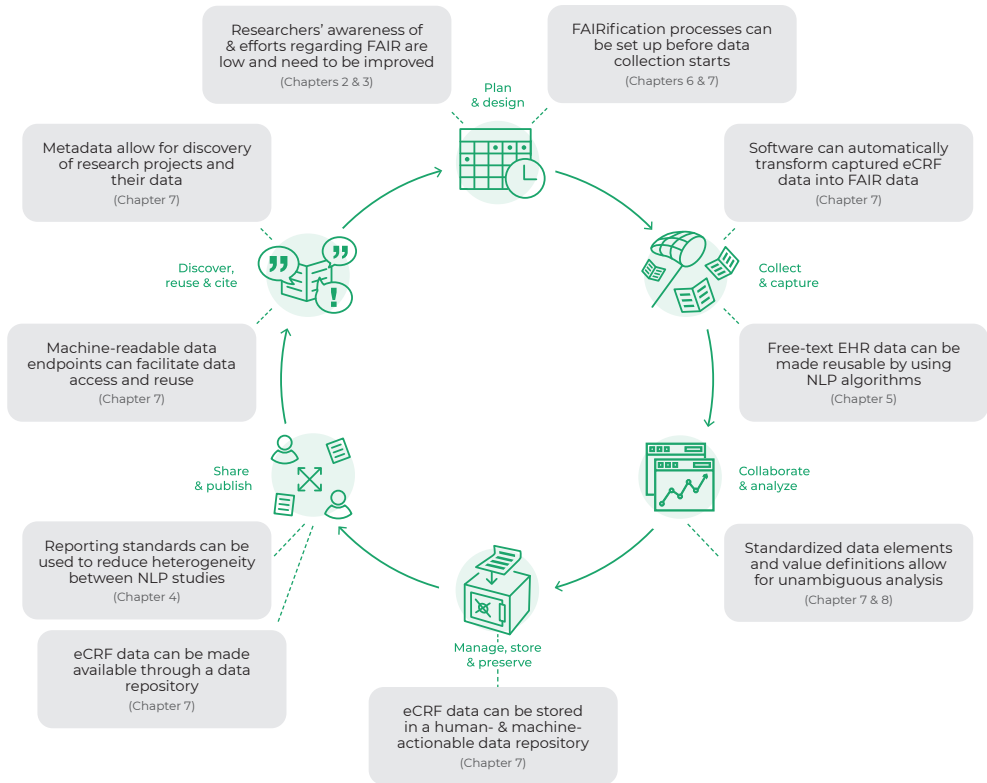 Researchers’ awareness of
& efforts regarding FAIR are
low and need to be improved
(Chapters 2 & 3)
FAIRification processes can
be set up before data
collection starts
(Chapters 6 & 7)
Plan
& design
Metadata allow for discovery
of research projects and
their data
(Chapter 7)
Software can automatically
transform captured eCRF
data into FAIR data
(Chapter 7)
Discover,
reuse & cite
Collect
& capture
Machine-readable data
endpoints can facilitate data
access and reuse
(Chapter 7)
Free-text EHR data can be
made reusable by using
NLP algorithms
(Chapter 5)
Share
& publish
Collaborate
& analyze
Reporting standards can be
used to reduce heterogeneity
between NLP studies
(Chapter 4)
Standardized data elements
and value definitions allow
for unambiguous analysis
(Chapter 7 & 8)
eCRF data can be made
available through a data
repository
(Chapter 7)
Manage, store
& preserve
eCRF data can be stored
in a human- & machine-
actionable data repository
(Chapter 7)